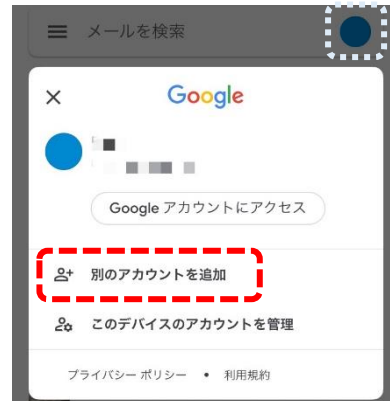 メールを検索
Google
Google アカウントにアクセス
別のアカウントを追加
このデバイスのアカウントを管理
プライバシー ポリシー • 利用規約